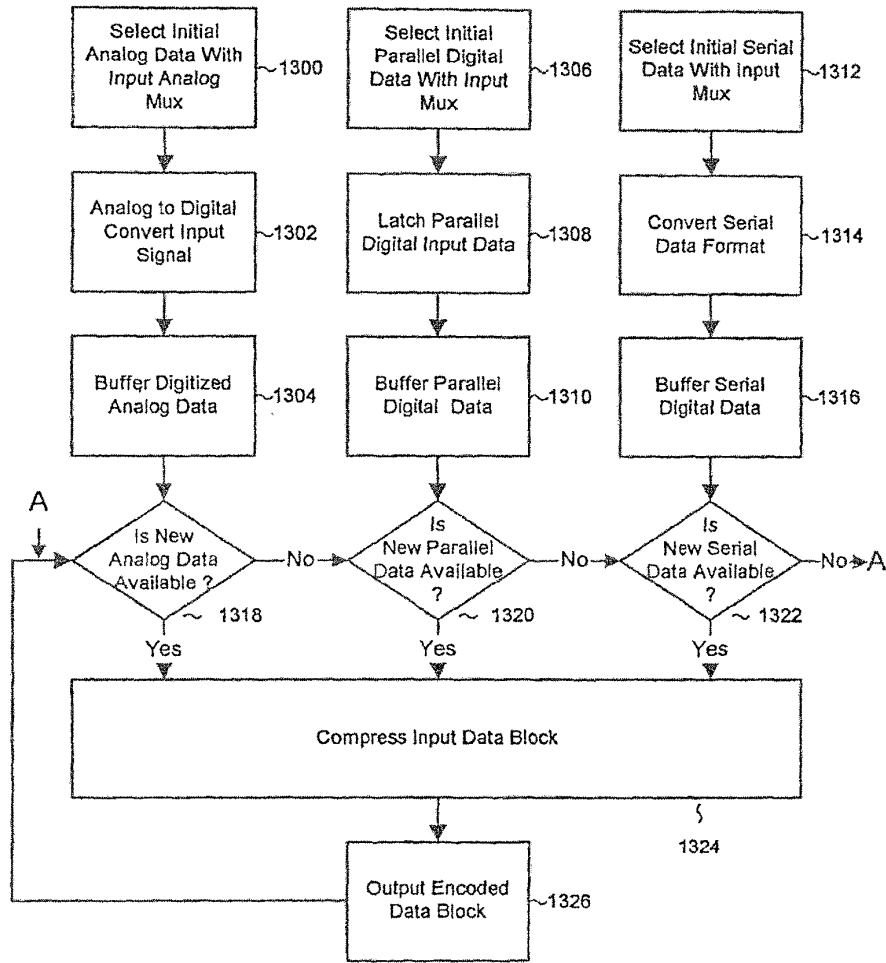 Select Initial
Analog Data With
Input Analog
Mux
1300
Select Initial
Parallel Digital
Data With Input
Mux
1306
Select Initial Serial
Data With Input
Mux
1312
Analog to Digital
Convert Input
Signal
1302
Latch Parallel
Digital Input Data
1308
Convert Serial
Data Format
1314
Buffer Digitized
Analog Data
1304
Buffer Parallel
Digital Data
1310
Buffer Serial
Digital Data
1316
A
Is New
Analog Data
Available ?
No
1318
Yes
Is
New Parallel
Data Available
?
No
1320
Yes
Is
New Serial
Data Available
?
No
A
1322
Yes
Compress Input Data Block
1324
Output Encoded
Data Block
1326